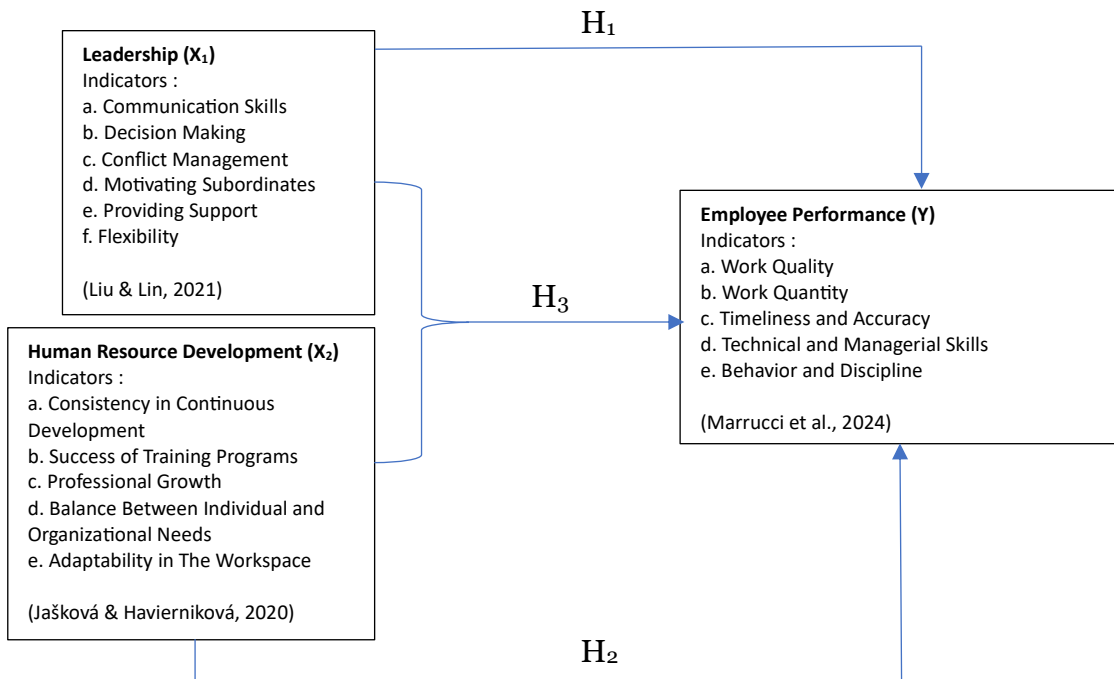 H₁
Leadership (X₁)
Indicators :
a. Communication Skills
b. Decision Making
c. Conflict Management
d. Motivating Subordinates
e. Providing Support
f. Flexibility
(Liu & Lin, 2021)
Human Resource Development (X₂)
Indicators :
a. Consistency in Continuous
Development
b. Success of Training Programs
c. Professional Growth
d. Balance Between Individual and
Organizational Needs
e. Adaptability in The Workspace
(Jašková & Havierniková, 2020)
H₃
Employee Performance (Y)
Indicators :
a. Work Quality
b. Work Quantity
c. Timeliness and Accuracy
d. Technical and Managerial Skills
e. Behavior and Discipline
(Marrucci et al., 2024)
H₂